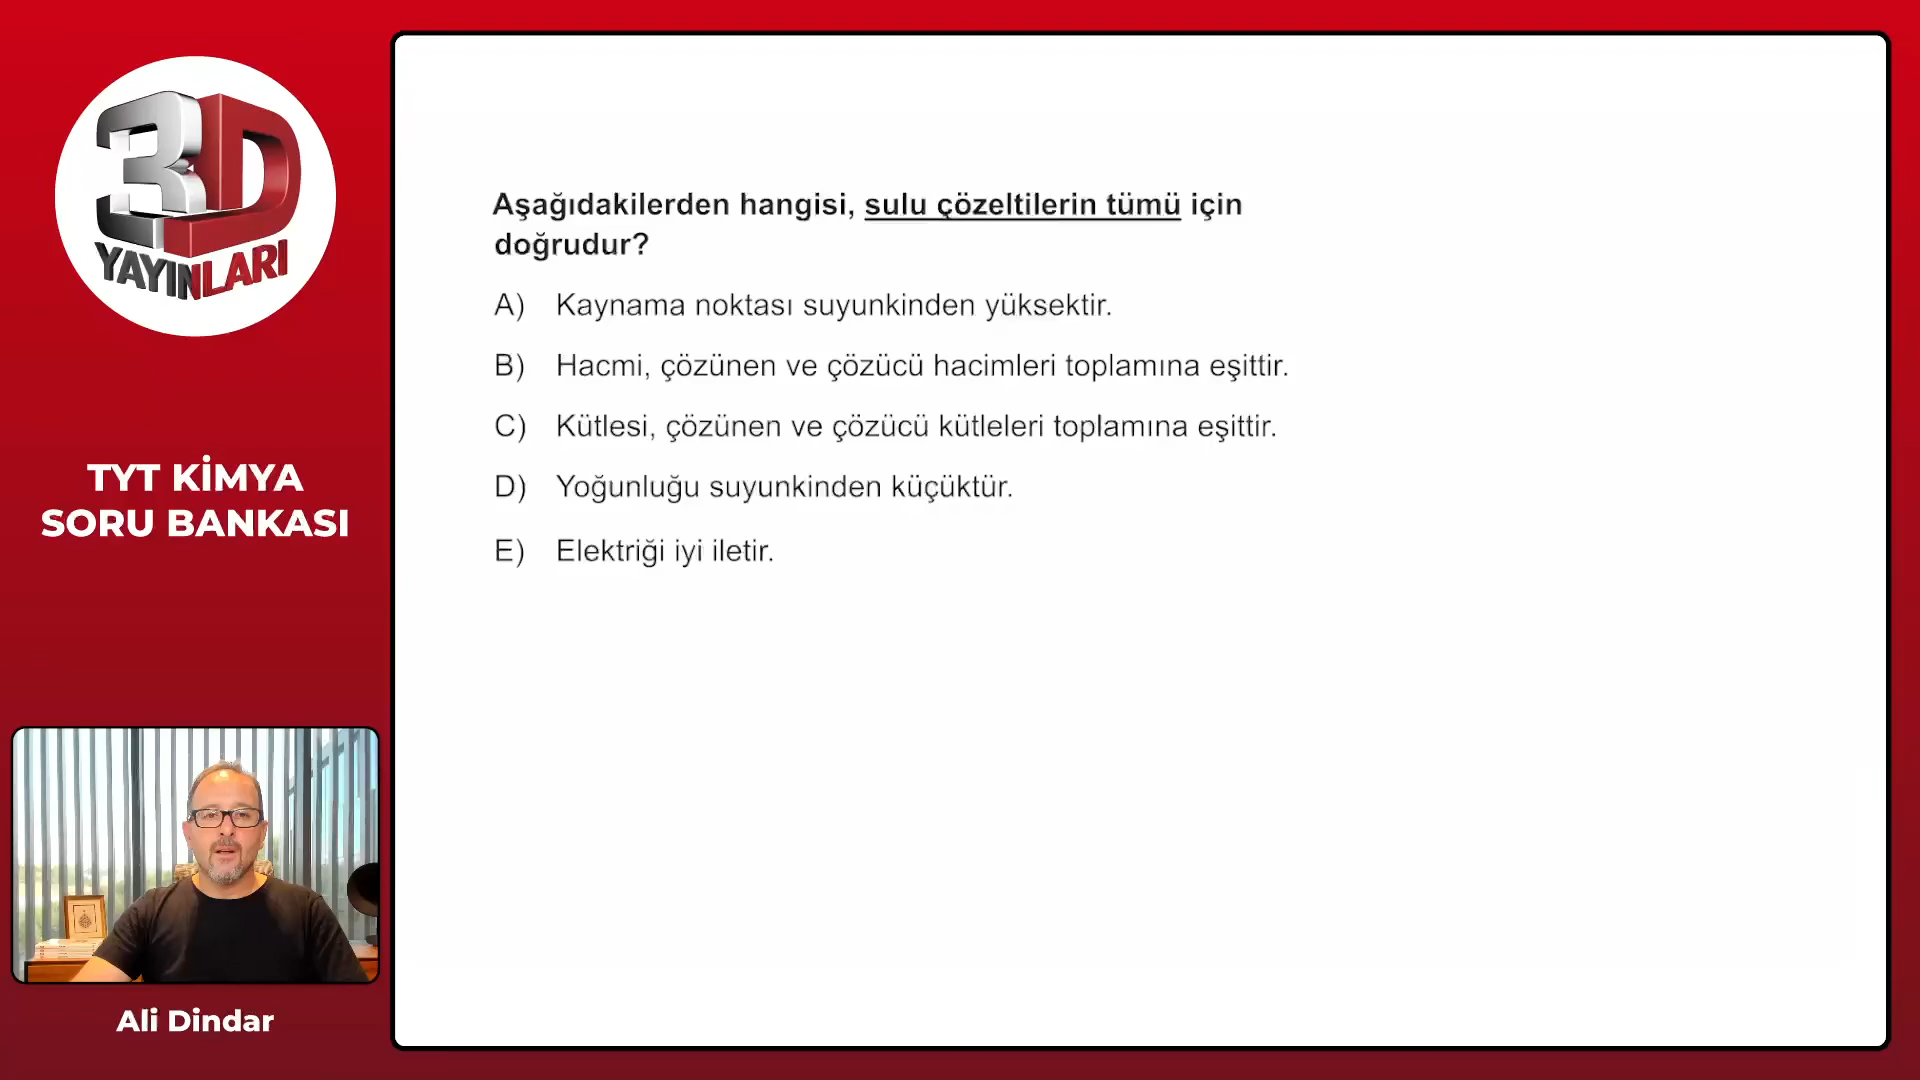 3D
YAYINLARI
TYT KİMYA
SORU BANKASI
Ali Dindar
Aşağıdakilerden hangisi, sulu çözeltilerin tümü için
doğrudur?
A) Kaynama noktası suyunkinden yüksektir.
B) Hacmi, çözünen ve çözücü hacimleri toplamına eşittir.
C) Kütlesi, çözünen ve çözücü kütleleri toplamına eşittir.
D) Yoğunluğu suyunkinden küçüktür.
E) Elektriği iyi iletir.